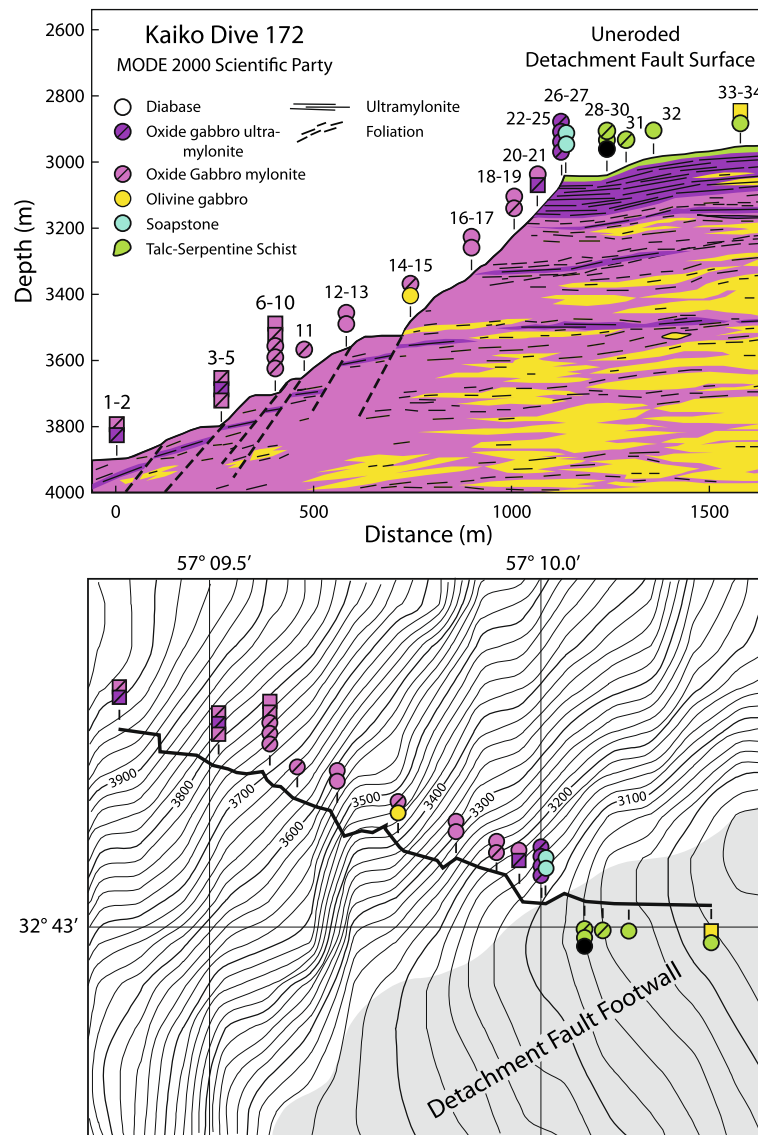 Kaiko Dive 172
MODE 2000 Scientific Party
Uneroded
Detachment Fault Surface
Diabase
Oxide gabbro ultra-
mylonite
Oxide Gabbro mylonite
Olivine gabbro
Soapstone
Talc-Serpentine Schist
Ultramylonite
Foliation
Depth (m)
2600
2800
3000
3200
3400
3600
3800
4000
1-2
3-5
6-10
11
12-13
14-15
16-17
18-19
20-21
22-25
26-27
28-30
31
32
33-34
0
500
1000
1500
Distance (m)
57° 09.5′
57° 10.0′
32° 43′
3900
3800
3700
3600
3500
3400
3300
3200
3100
Detachment Fault Footwall